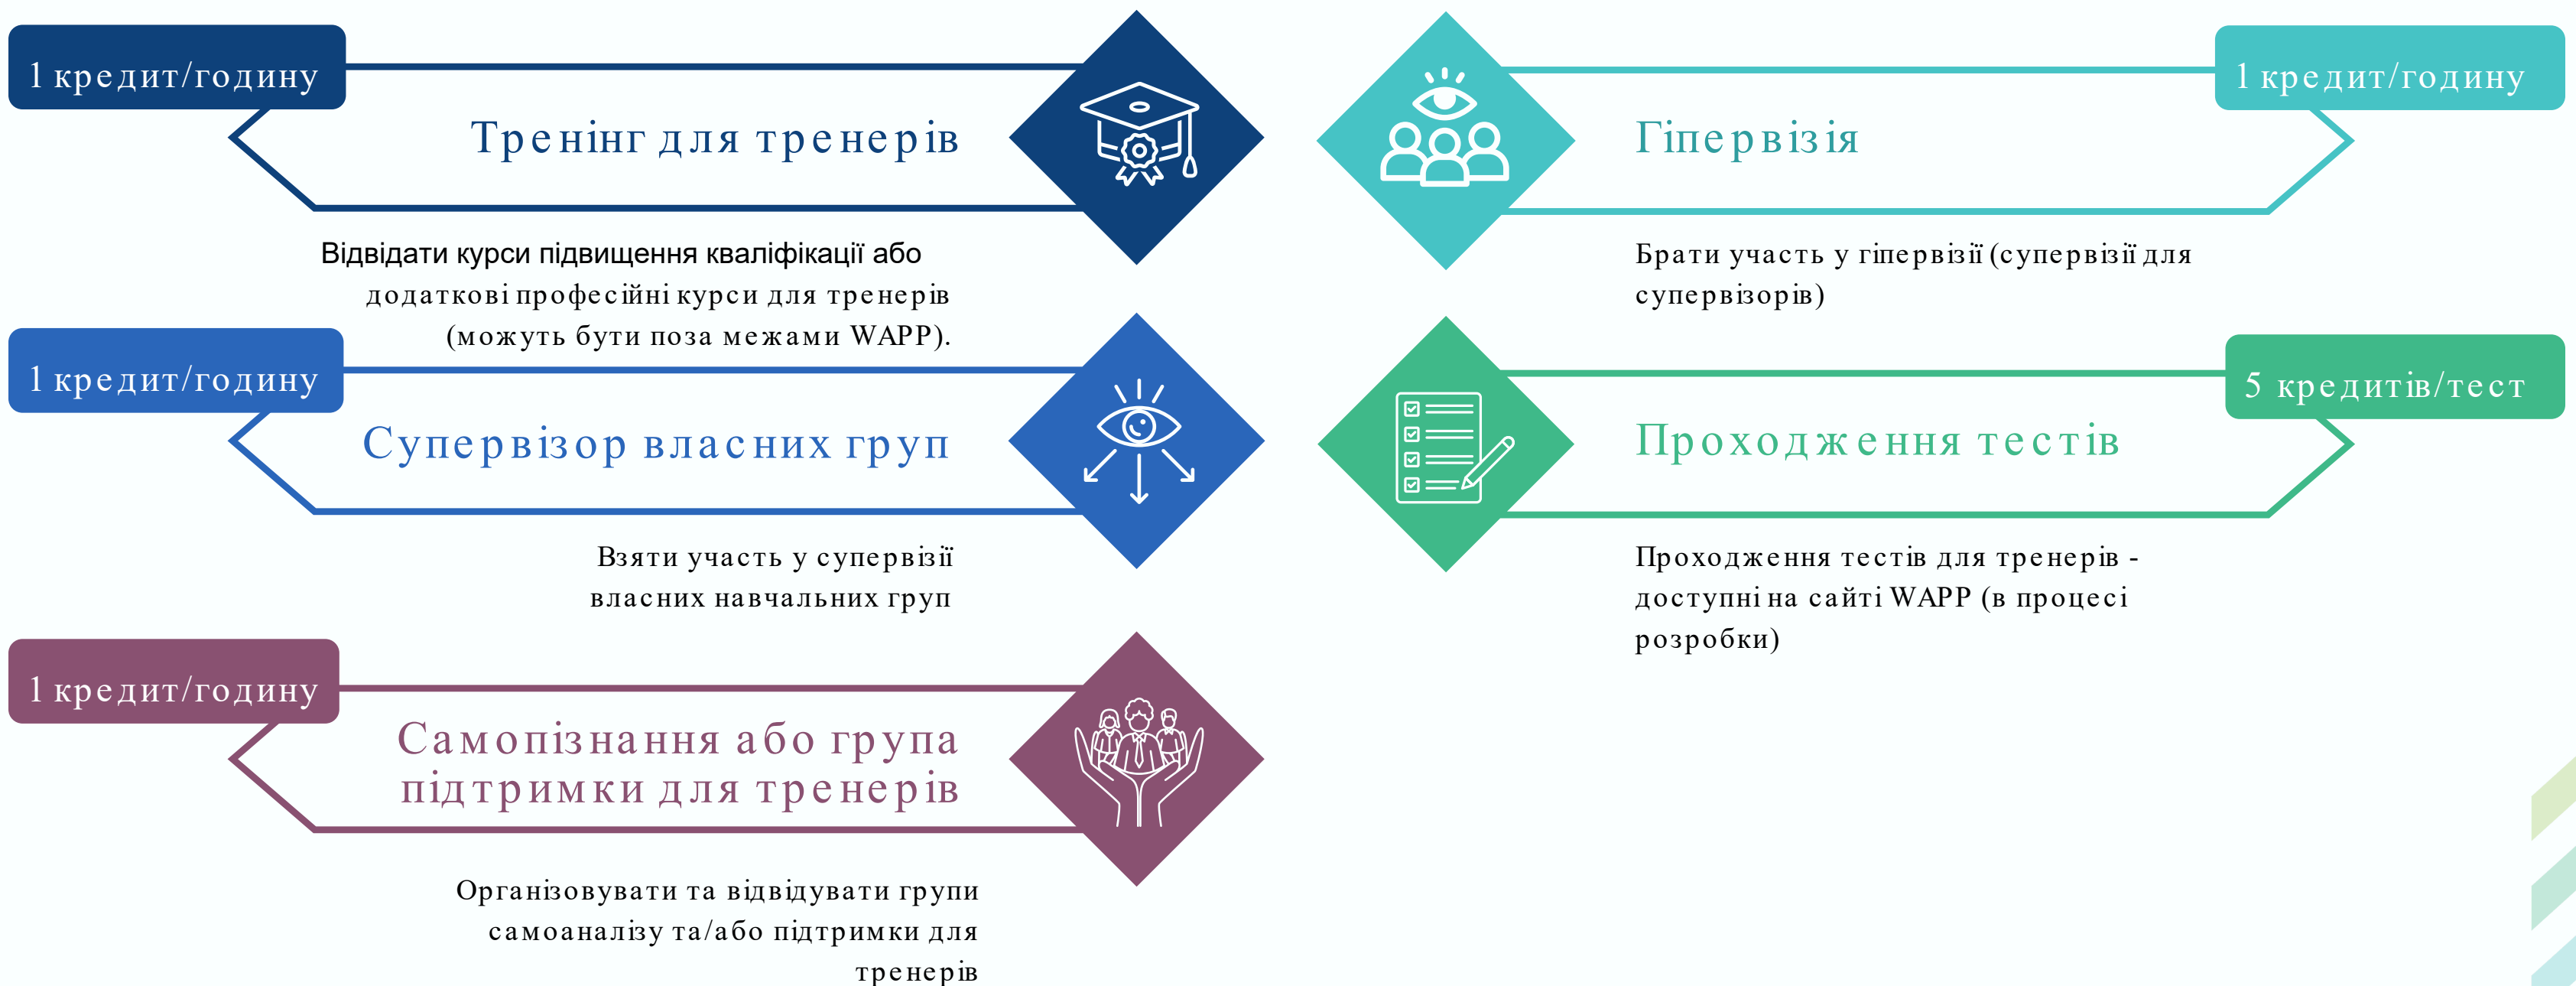 1 кредит/годину
Тренінг для тренерів
Відвідати курси підвищення кваліфікації або
додаткові професійні курси для тренерів
(можуть бути поза межами WAPP).
1 кредит/годину
Супервізор власних груп
Взяти участь у супервізії
власних навчальних груп
1 кредит/годину
Самопізнання або група
підтримки для тренерів
Організовувати та відвідувати групи
самоаналізу та/або підтримки для
тренерів
1 кредит/годину
Гіпервізія
Брати участь у гіпервізії (супервізії для
супервізорів)
5 кредитів/тест
Проходження тестів
Проходження тестів для тренерів -
доступні на сайті WAPP (в процесі
розробки)